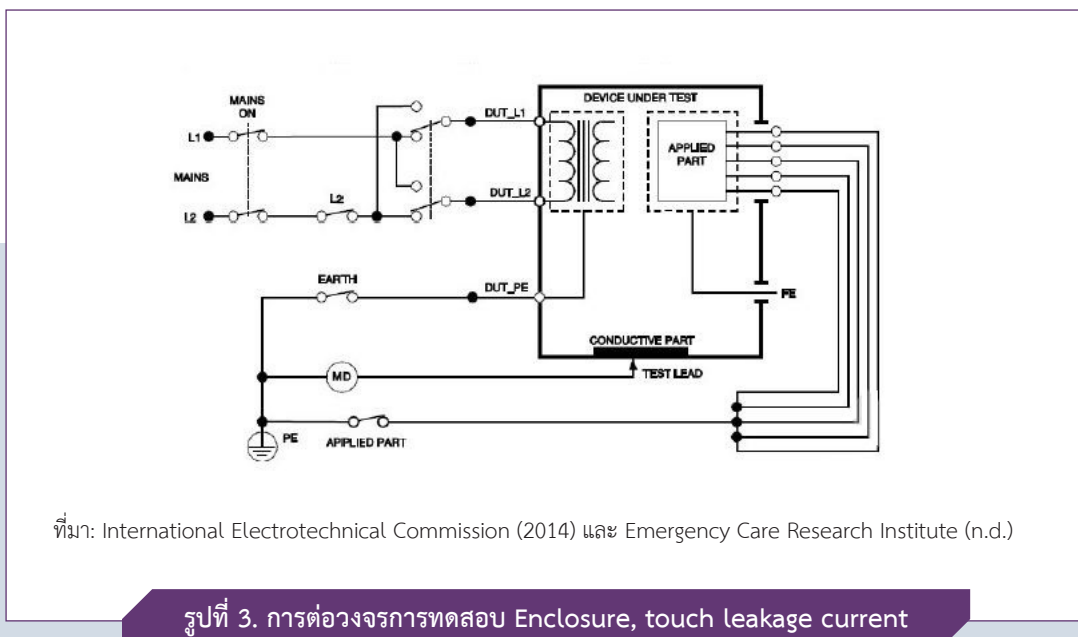 MAINS
ON
L1
MAINS
L2
L2
DUT_L1
DUT_L2
DEVICE UNDER TEST
APPLIED
PART
EARTH
DUT_PE
FE
CONDUCTIVE PART
TEST LEAD
MD
PE
APIPLIED PART
ที่มา: International Electrotechnical Commission (2014) และ Emergency Care Research Institute (n.d.)
รูปที่ 3. การต่อวงจรการทดสอบ Enclosure, touch leakage current